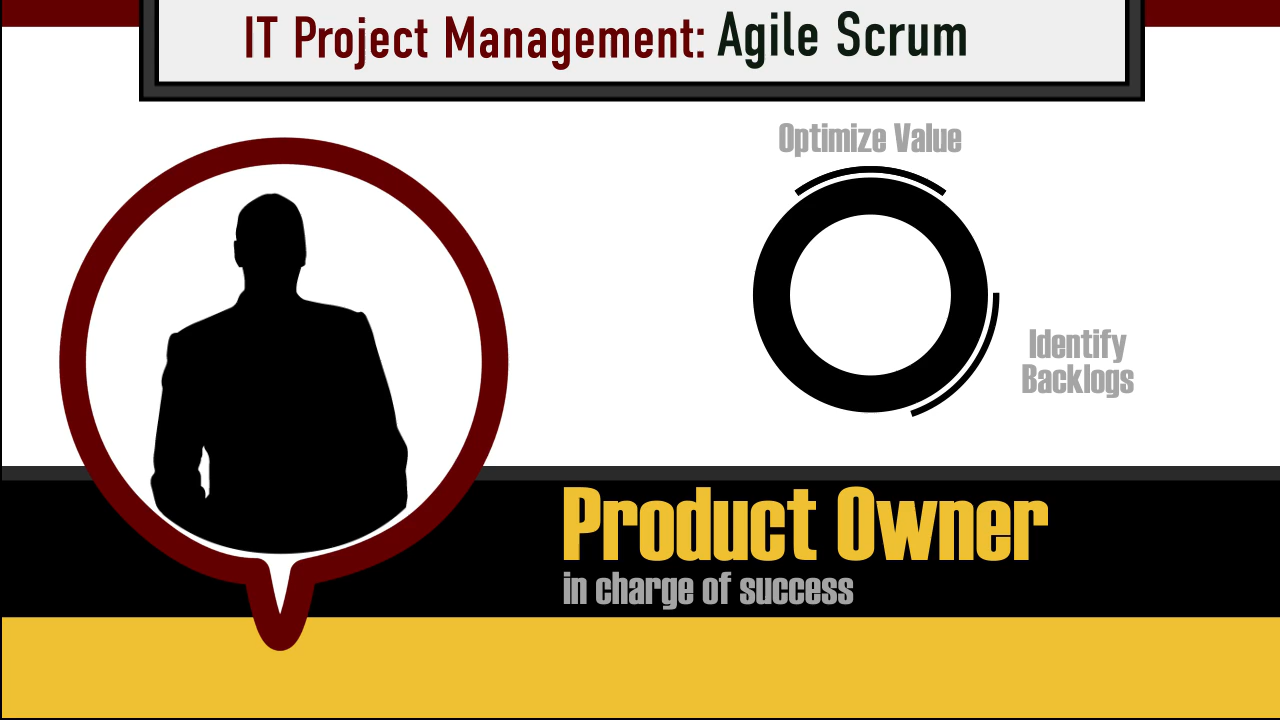 IT Project Management: Agile Scrum
Optimize Value
Identify
Backlogs
Product Owner
in charge of success